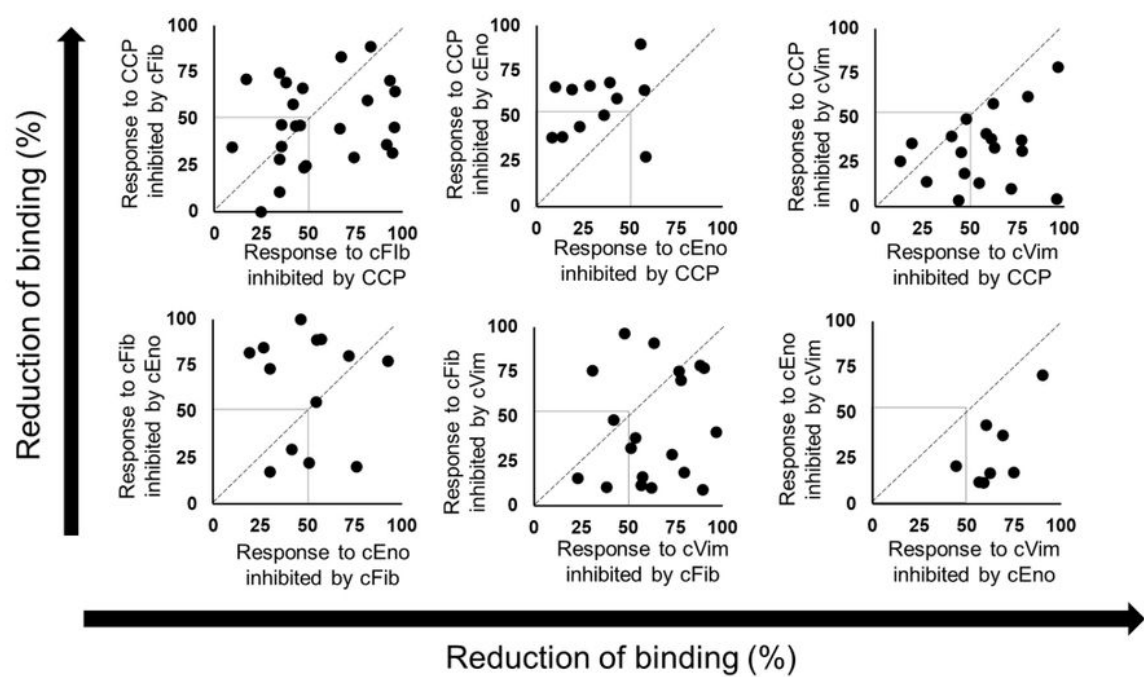 Reduction of binding (%)
Response to CCP
inhibited by cFib
100
75
50
25
0
0 25 50 75 100
Response to cFIb
inhibited by CCP
Response to CCP
inhibited by cEno
100
75
50
25
0
0 25 50 75 100
Response to cEno
inhibited by CCP
Response to CCP
inhibited by cVim
100
75
50
25
0
0 25 50 75 100
Response to cVim
inhibited by CCP
Response to cFib
inhibited by cEno
100
75
50
25
0
0 25 50 75 100
Response to cEno
inhibited by cFib
Response to cFib
inhibited by cVim
100
75
50
25
0
0 25 50 75 100
Response to cVim
inhibited by cFib
Response to cEno
inhibited by cVim
100
75
50
25
0
0 25 50 75 100
Response to cVim
inhibited by cEno
Reduction of binding (%)